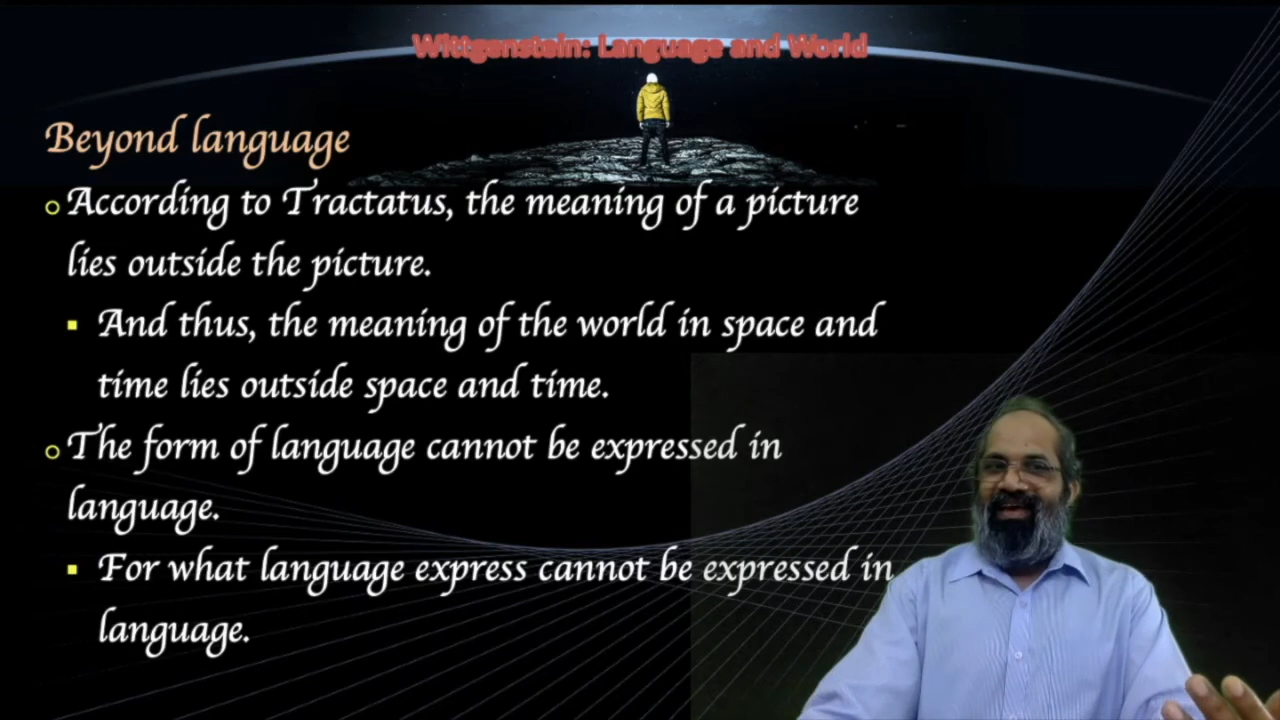 Wittgenstein: Language and World
Beyond language
According to Tractatus, the meaning of a picture
lies outside the picture.
And thus, the meaning of the world in space and
time lies outside space and time.
The form of language cannot be expressed in
language.
For what language express cannot be expressed in
language.